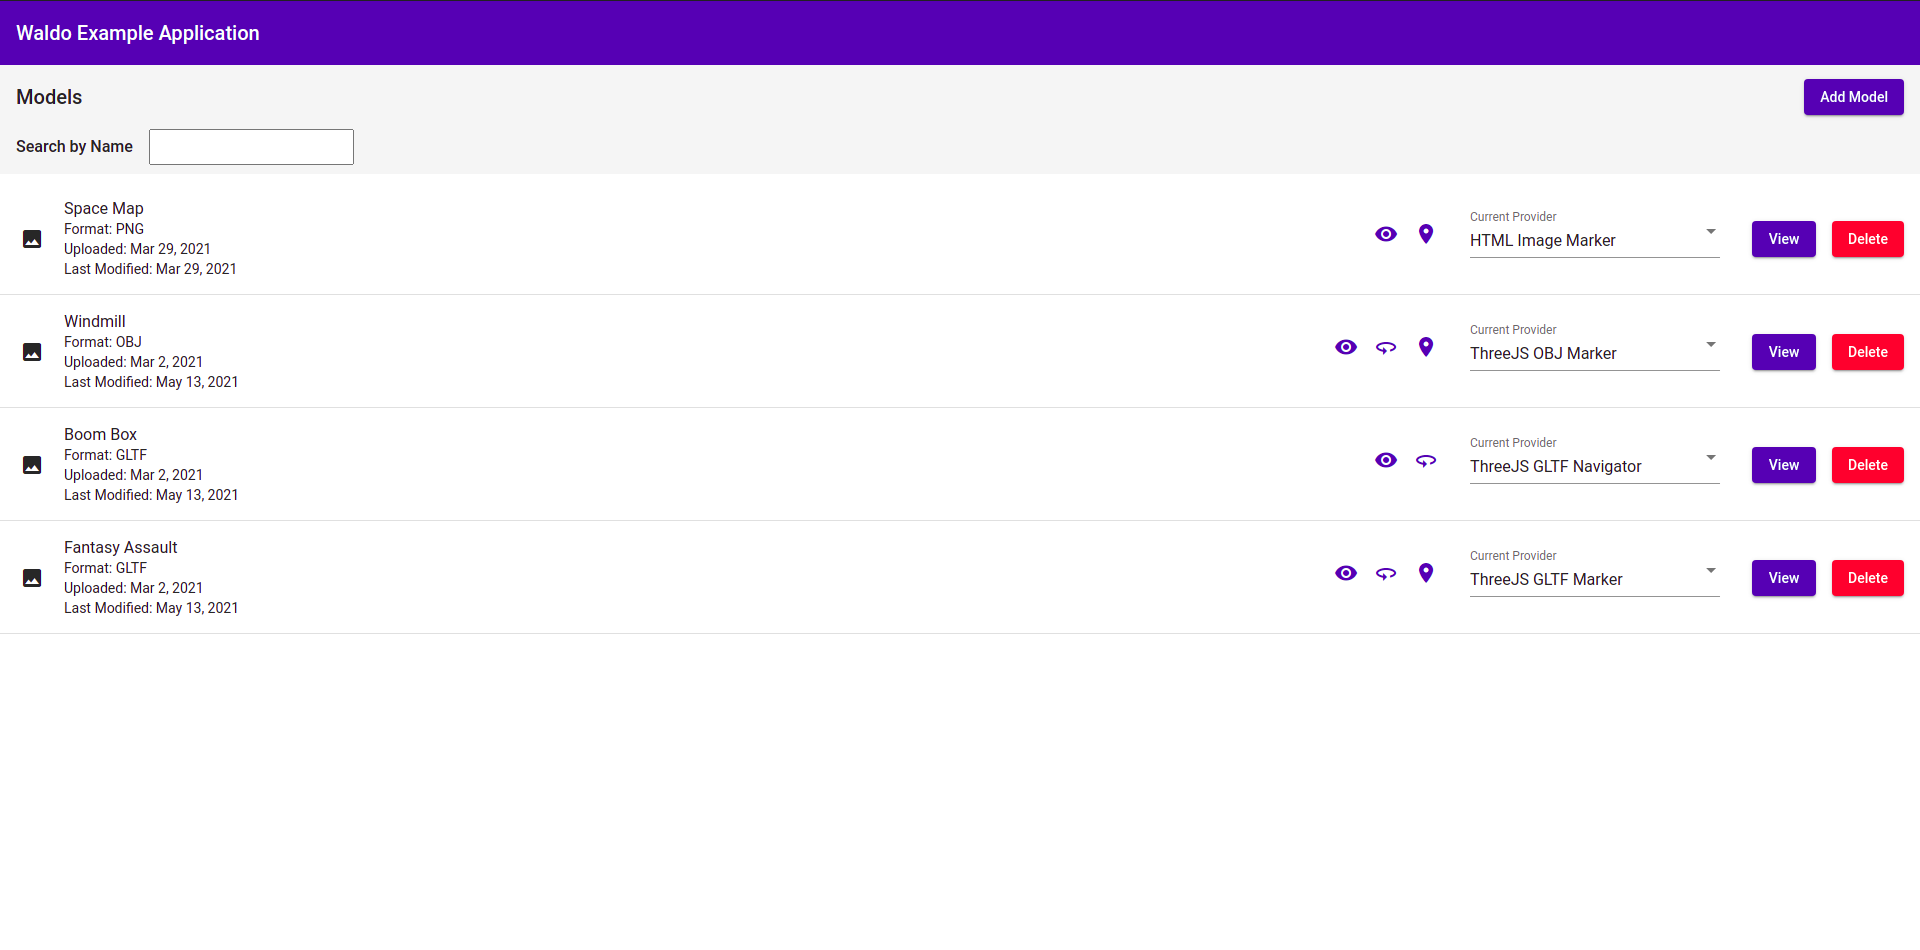 Waldo Example Application
Models
Add Model
Search by Name
Space Map
Format: PNG
Uploaded: Mar 29, 2021
Last Modified: Mar 29, 2021
Current Provider
HTML Image Marker
View
Delete
Windmill
Format: OBJ
Uploaded: Mar 2, 2021
Last Modified: May 13, 2021
Current Provider
ThreeJS OBJ Marker
View
Delete
Boom Box
Format: GLTF
Uploaded: Mar 2, 2021
Last Modified: May 13, 2021
Current Provider
ThreeJS GLTF Navigator
View
Delete
Fantasy Assault
Format: GLTF
Uploaded: Mar 2, 2021
Last Modified: May 13, 2021
Current Provider
ThreeJS GLTF Marker
View
Delete